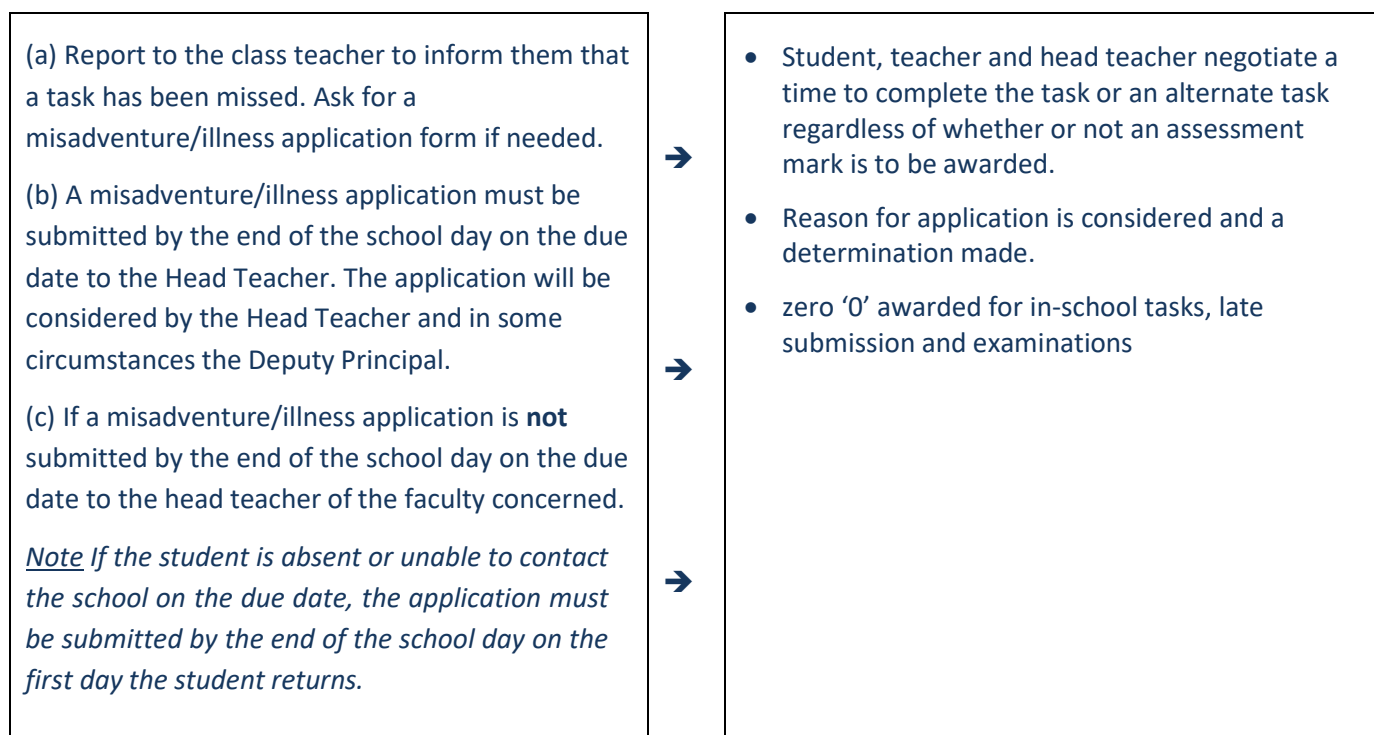 (a) Report to the class teacher to inform them that
a task has been missed. Ask for a
misadventure/illness application form if needed.
(b) A misadventure/illness application must be
submitted by the end of the school day on the due
date to the Head Teacher. The application will be
considered by the Head Teacher and in some
circumstances the Deputy Principal.
(c) If a misadventure/illness application is not
submitted by the end of the school day on the due
date to the head teacher of the faculty concerned.
Note If the student is absent or unable to contact
the school on the due date, the application must
be submitted by the end of the school day on the
first day the student returns.
➔
➔
➔
• Student, teacher and head teacher negotiate a
time to complete the task or an alternate task
regardless of whether or not an assessment
mark is to be awarded.
• Reason for application is considered and a
determination made.
• zero ‘0’ awarded for in-school tasks, late
submission and examinations